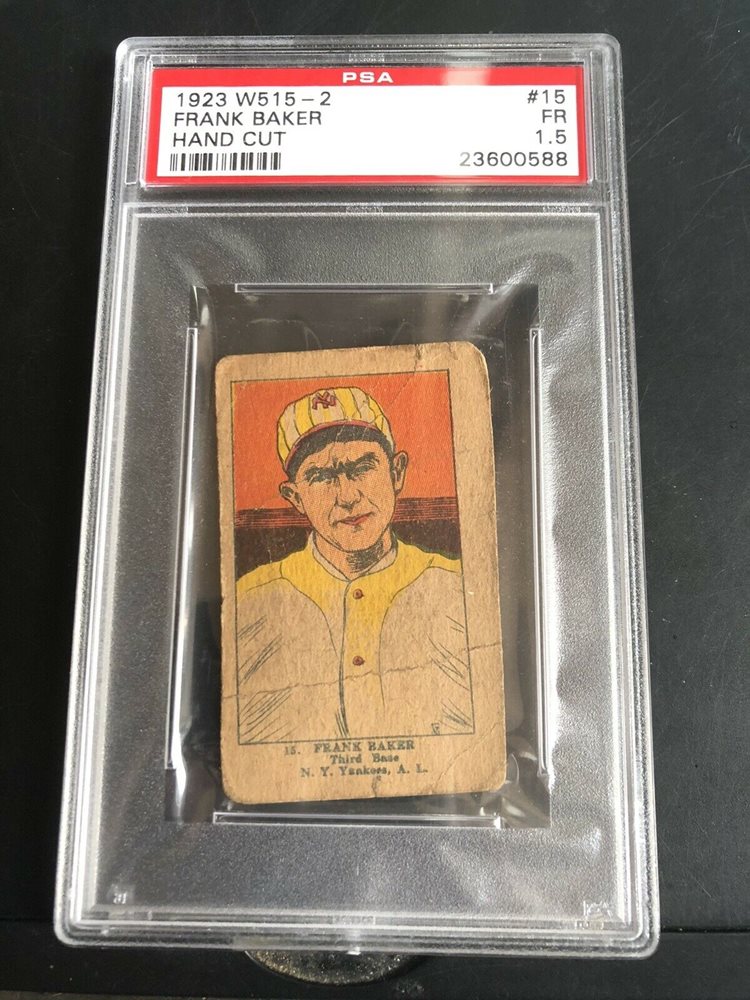 PSA
1923 W515-2 #15
FRANK BAKER FR
HAND CUT 1.5
23600588
NY
15. FRANK BAKER
Third Base
N. Y. Yankees, A. L.